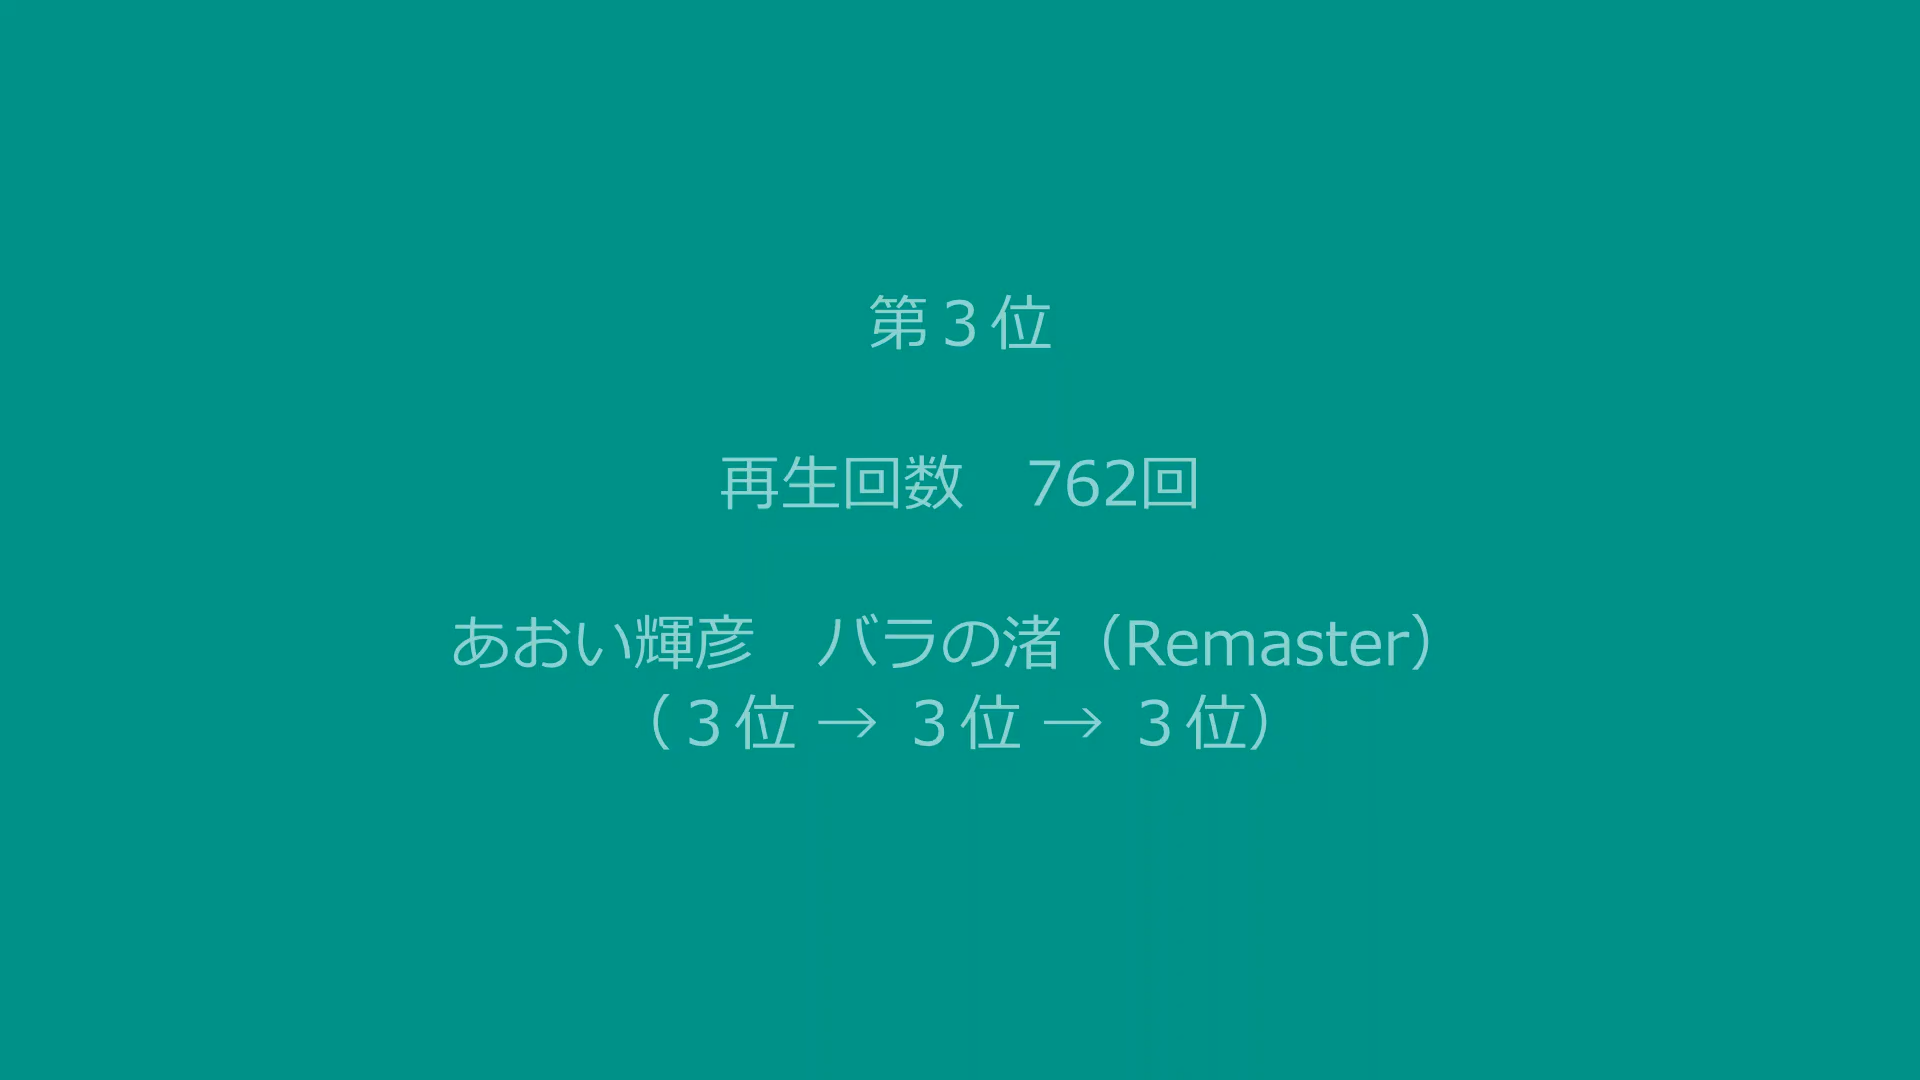 第３位
再生回数　762回
あおい輝彦　バラの渚（Remaster）
（３位 → ３位 → ３位）